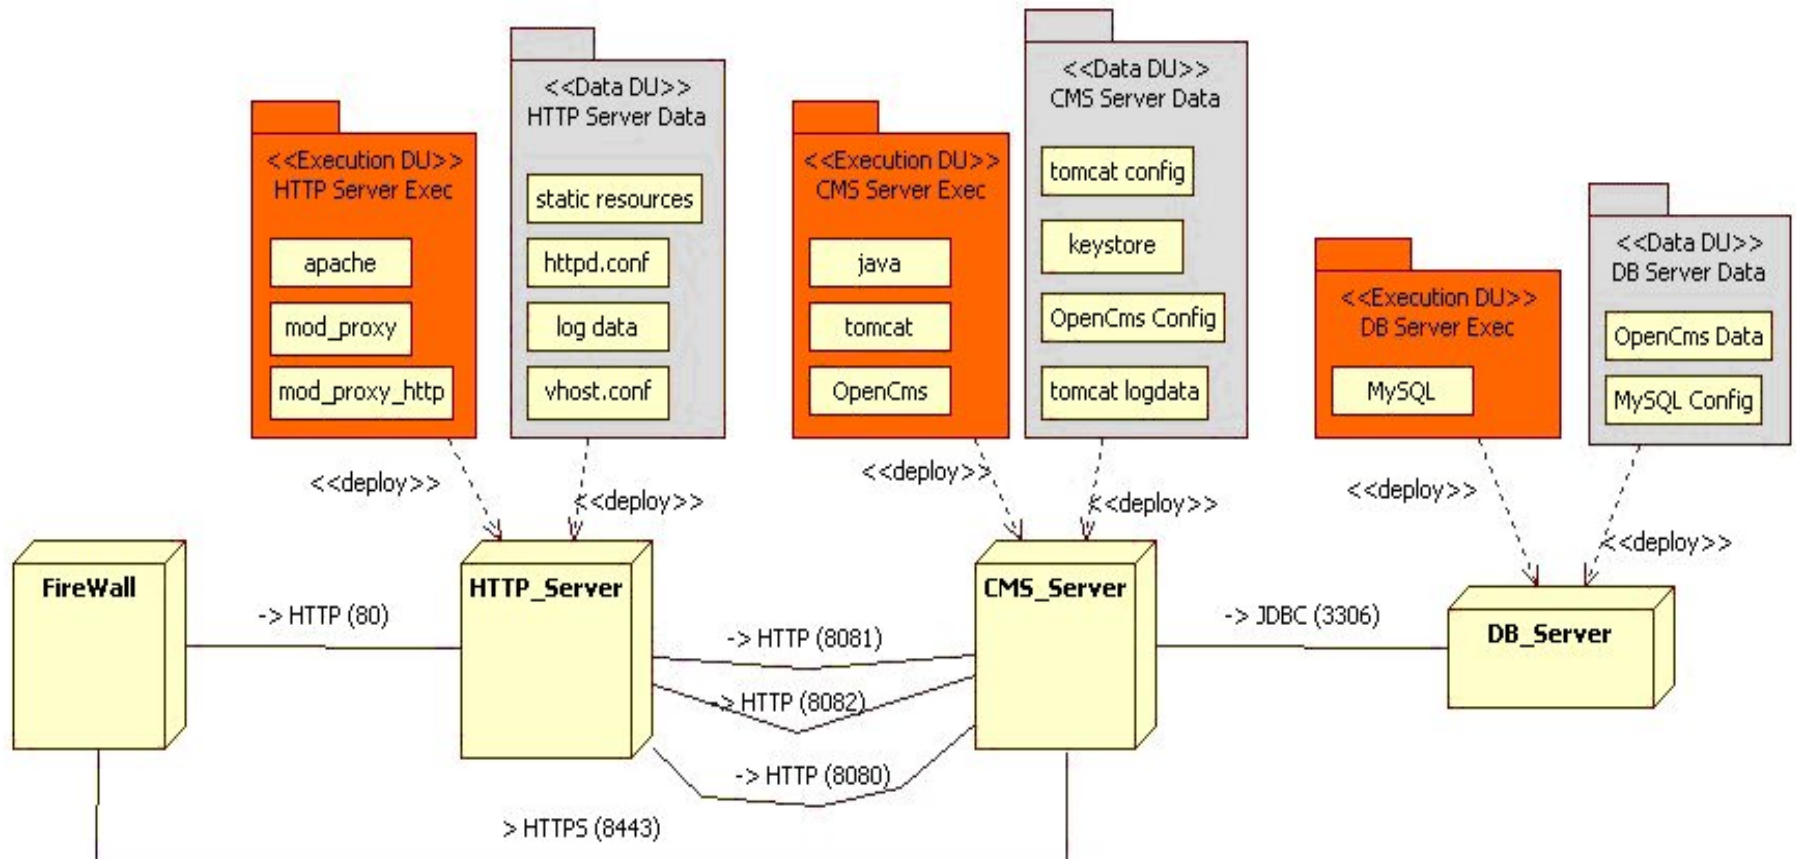 <<Data DU>>
CMS Server Data
tomcat config
keystore
OpenCms Config
tomcat logdata
<<Data DU>>
HTTP Server Data
static resources
httpd.conf
log data
vhost.conf
<<Execution DU>>
HTTP Server Exec
apache
mod_proxy
mod_proxy_http
<<Execution DU>>
CMS Server Exec
java
tomcat
OpenCms
<<Data DU>>
DB Server Data
OpenCms Data
MySQL Config
<<Execution DU>>
DB Server Exec
MySQL
<<deploy>>
<<deploy>>
<<deploy>>
<<deploy>>
<<deploy>>
<<deploy>>
FireWall
-> HTTP (80)
HTTP_Server
-> HTTP (8081)
-> HTTP (8082)
-> HTTP (8080)
CMS_Server
-> JDBC (3306)
DB_Server
> HTTPS (8443)